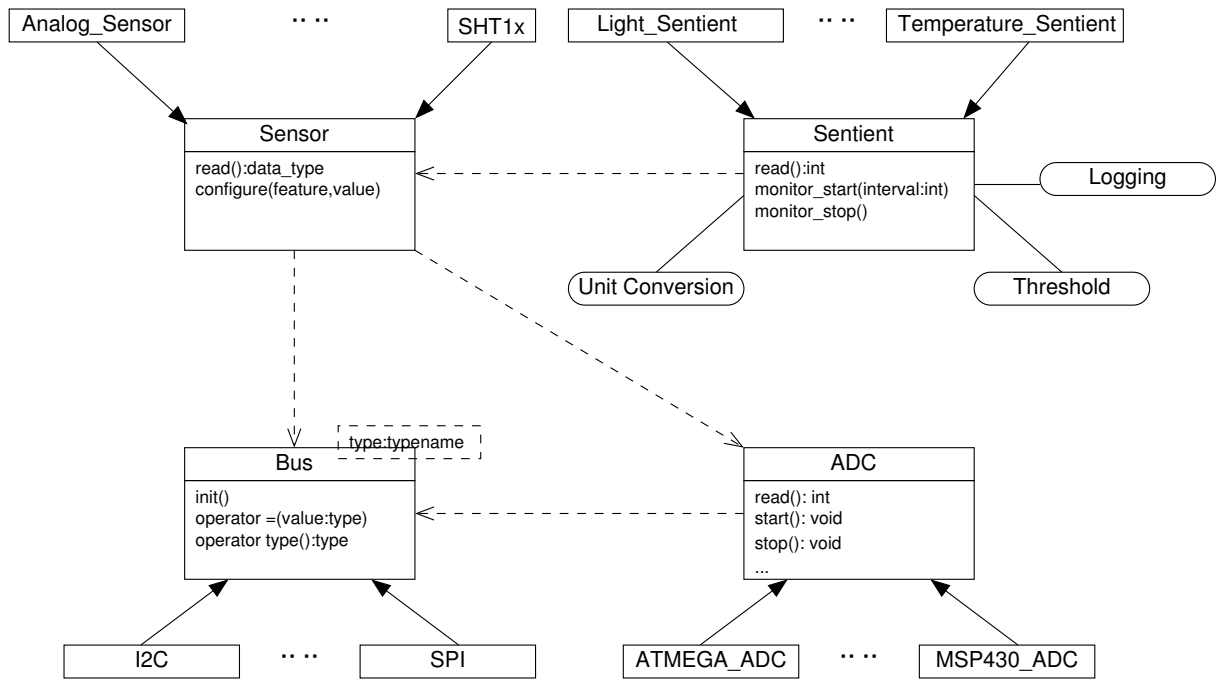 Analog_Sensor
.. ..
SHT1x
Light_Sentient
.. ..
Temperature_Sentient
Sensor
read():data_type
configure(feature,value)
Sentient
read():int
monitor_start(interval:int)
monitor_stop()
Logging
Unit Conversion
Threshold
type:typename
Bus
init()
operator =(value:type)
operator type():type
ADC
read(): int
start(): void
stop(): void
...
I2C
.. ..
SPI
ATMEGA_ADC
.. ..
MSP430_ADC